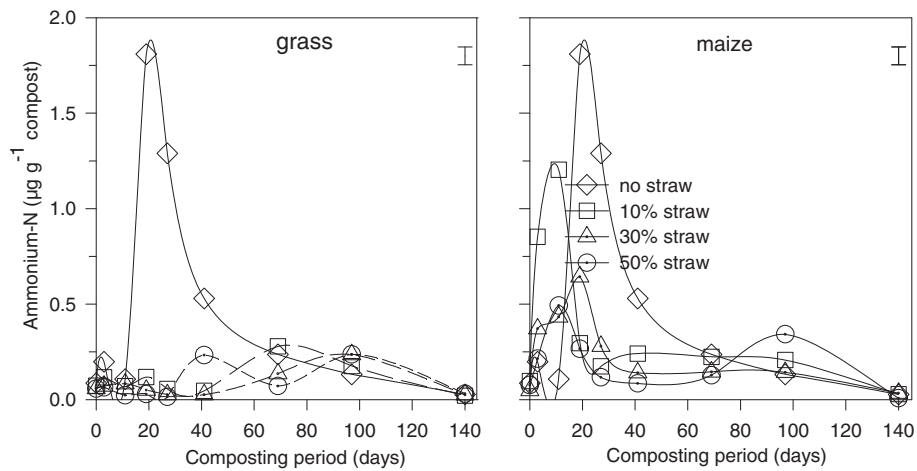 grass
maize
Ammonium-N (µg g⁻¹ compost)
2.0
1.5
1.0
0.5
0.0
0 20 40 60 80 100 120 140
Composting period (days)
no straw
10% straw
30% straw
50% straw
0 20 40 60 80 100 120 140
Composting period (days)